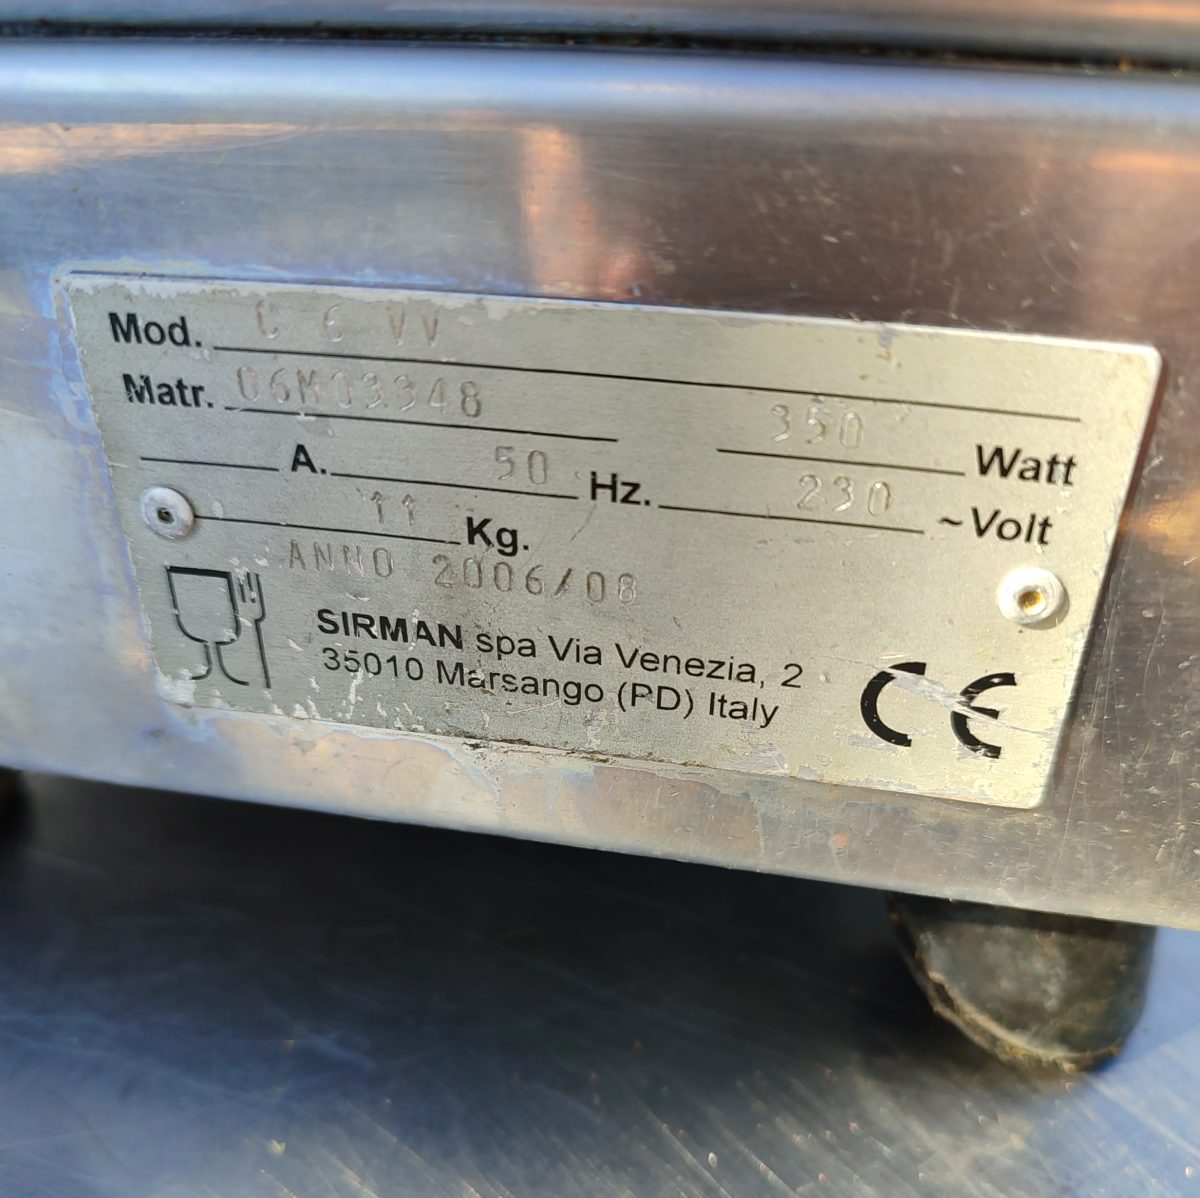 Mod. C 6 VV
Matr. 06M03348 350 Watt
A. 50 Hz. 230 ~Volt
11 Kg.
ANNO 2006/08
SIRMAN spa Via Venezia, 2
35010 Marsango (PD) Italy
CE